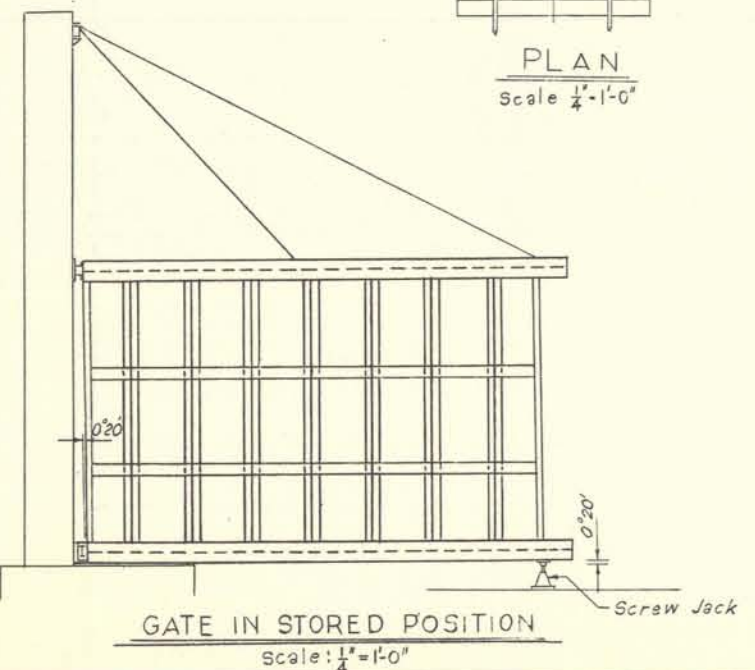 PLAN
Scale ¼"-1'-0"
0°20'
0°20'
Screw Jack
GATE IN STORED POSITION
Scale: ¼"=1'-0"